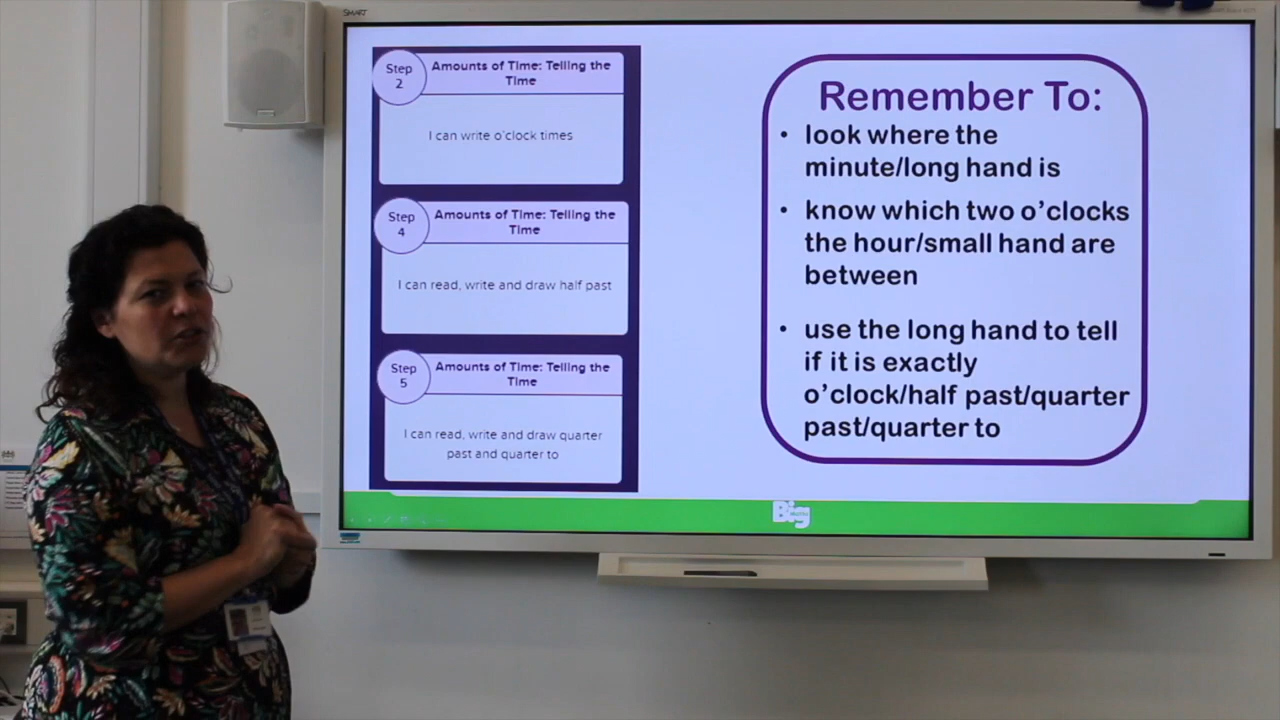 SMART
Step
2
Amounts of Time: Telling the
Time
I can write o'clock times
Step
4
Amounts of Time: Telling the
Time
I can read, write and draw half past
Step
5
Amounts of Time: Telling the
Time
I can read, write and draw quarter
past and quarter to
Remember To:
• look where the
minute/long hand is
• know which two o'clocks
the hour/small hand are
between
• use the long hand to tell
if it is exactly
o'clock/half past/quarter
past/quarter to
Big